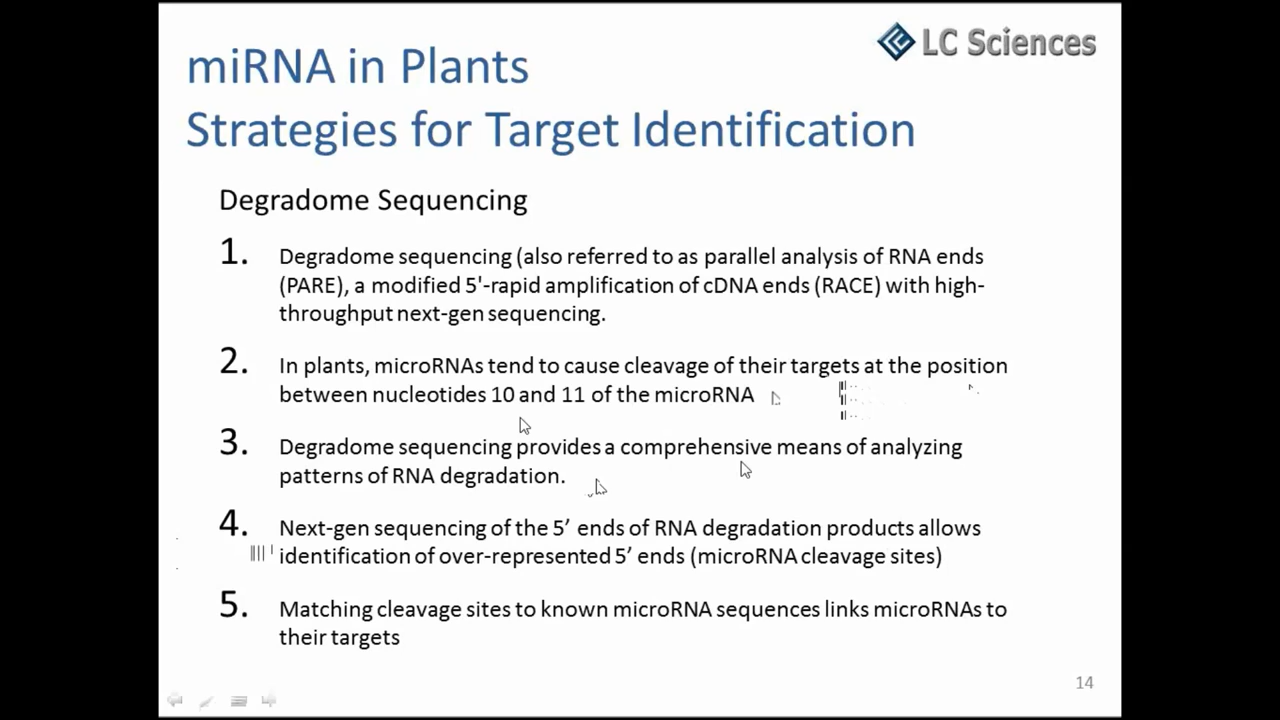 LC Sciences
miRNA in Plants
Strategies for Target Identification
Degradome Sequencing
1. Degradome sequencing (also referred to as parallel analysis of RNA ends
(PARE), a modified 5'-rapid amplification of cDNA ends (RACE) with high-
throughput next-gen sequencing.
2. In plants, microRNAs tend to cause cleavage of their targets at the position
between nucleotides 10 and 11 of the microRNA
3. Degradome sequencing provides a comprehensive means of analyzing
patterns of RNA degradation.
4. Next-gen sequencing of the 5’ ends of RNA degradation products allows
identification of over-represented 5’ ends (microRNA cleavage sites)
5. Matching cleavage sites to known microRNA sequences links microRNAs to
their targets
14